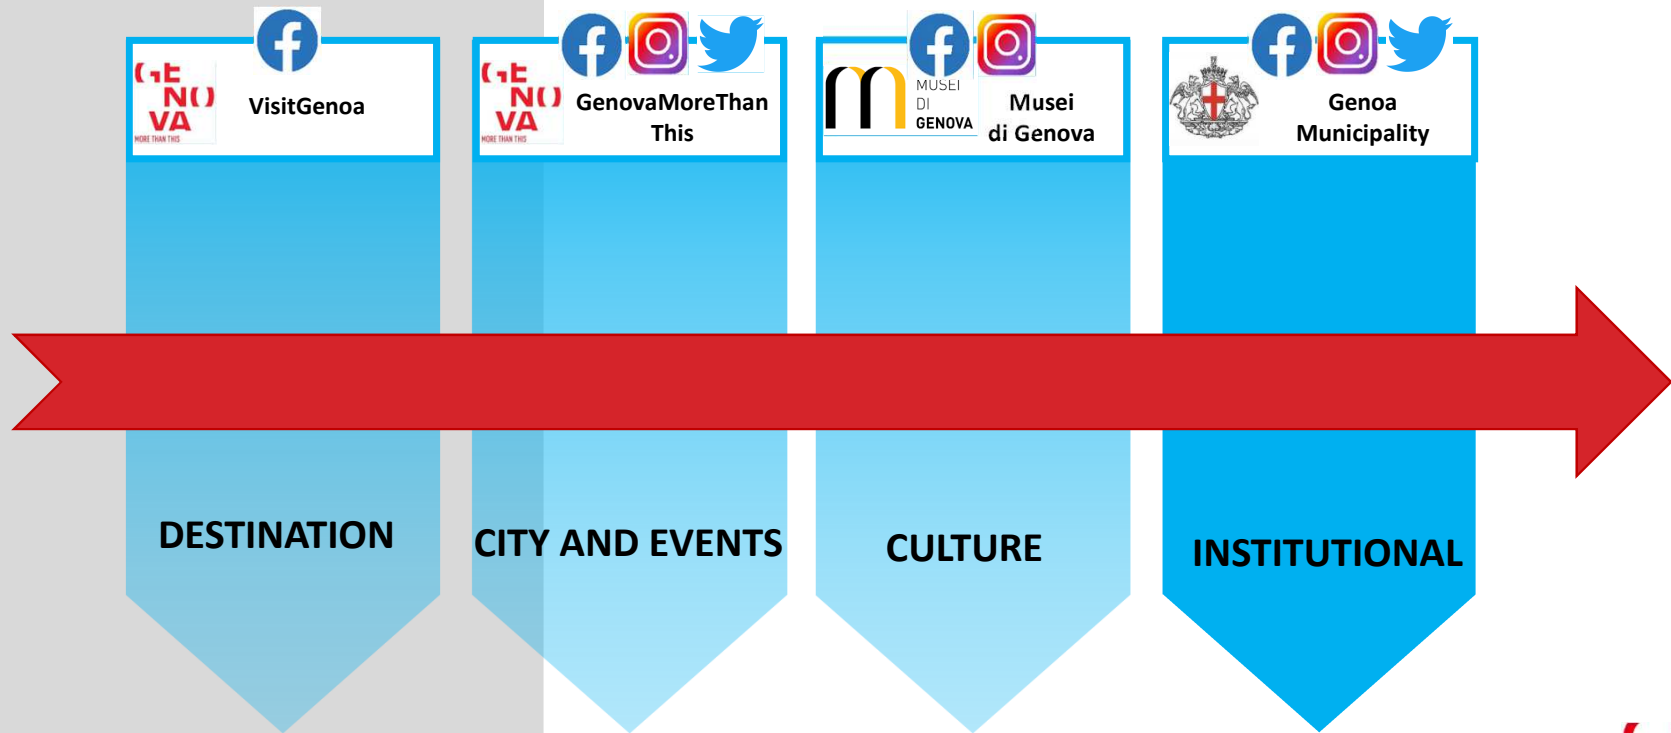 GE
NO
VA
MORE THAN THIS
VisitGenoa
GE
NO
VA
MORE THAN THIS
GenovaMoreThan
This
MUSEI
DI
GENOVA
Musei
di Genova
Genoa
Municipality
DESTINATION
CITY AND EVENTS
CULTURE
INSTITUTIONAL